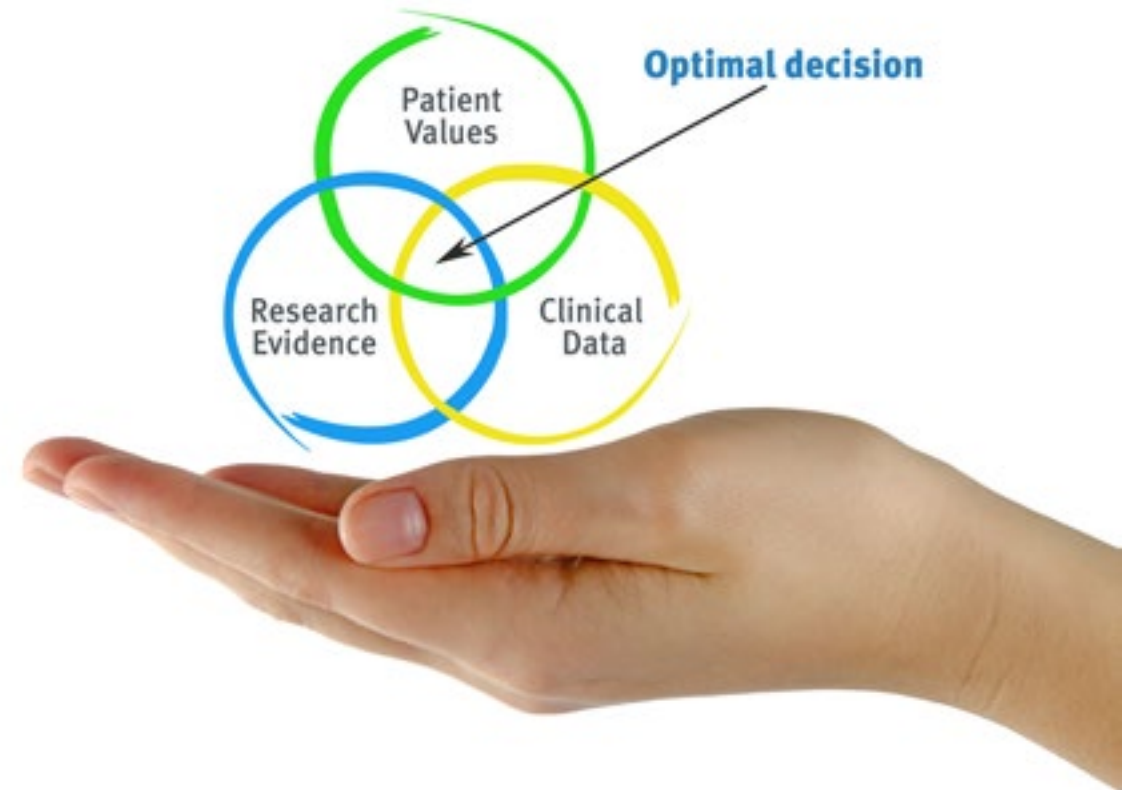 Optimal decision
Patient
Values
Research
Evidence
Clinical
Data